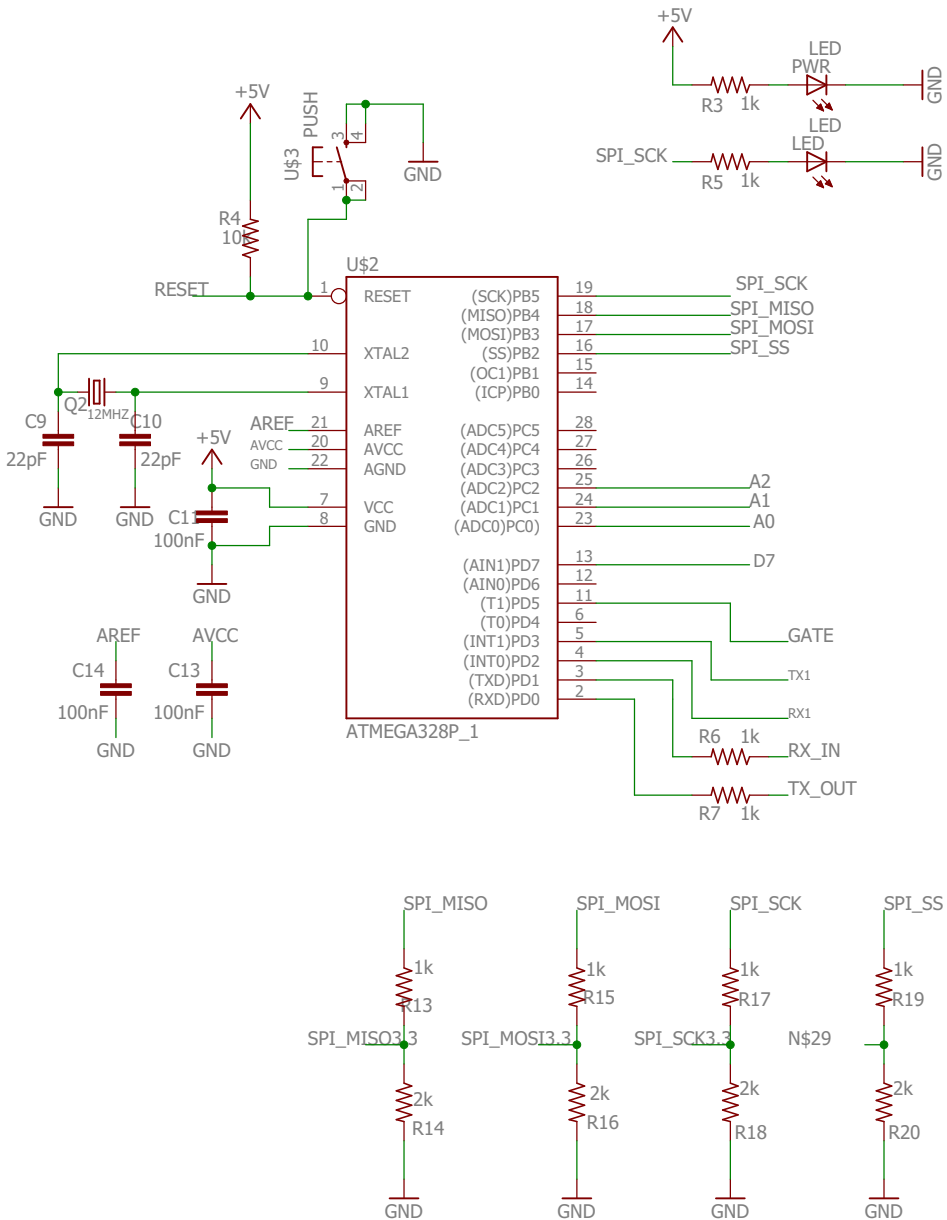 +5V
LED
PWR
R3 1k
GND
LED
LED
SPI_SCK
R5 1k
GND
+5V
U$3
PUSH
3
4
1
2
GND
R4
10k
RESET
U$2
1 RESET
10 XTAL2
9 XTAL1
AREF 21 AREF
AVCC 20 AVCC
GND 22 AGND
7 VCC
8 GND
(SCK)PB5 19 SPI_SCK
(MISO)PB4 18 SPI_MISO
(MOSI)PB3 17 SPI_MOSI
(SS)PB2 16 SPI_SS
(OC1)PB1 15
(ICP)PB0 14
(ADC5)PC5 28
(ADC4)PC4 27
(ADC3)PC3 26
(ADC2)PC2 25 A2
(ADC1)PC1 24 A1
(ADC0)PC0) 23 A0
(AIN1)PD7 13 D7
(AIN0)PD6 12
(T1)PD5 11 GATE
(T0)PD4 6
(INT1)PD3 5 TX1
(INT0)PD2 4 RX1
(TXD)PD1 3
(RXD)PD0 2
ATMEGA328P_1
R6 1k RX_IN
R7 1k TX_OUT
Q2 12MHZ
C9
22pF
GND
C10
22pF
GND
+5V
C11
100nF
GND
AREF
C14
100nF
GND
AVCC
C13
100nF
GND
SPI_MISO
1k
R13
SPI_MISO3.3
2k
R14
GND
SPI_MOSI
1k
R15
SPI_MOSI3.3
2k
R16
GND
SPI_SCK
1k
R17
SPI_SCK3.3
2k
R18
GND
SPI_SS
1k
R19
N$29
2k
R20
GND